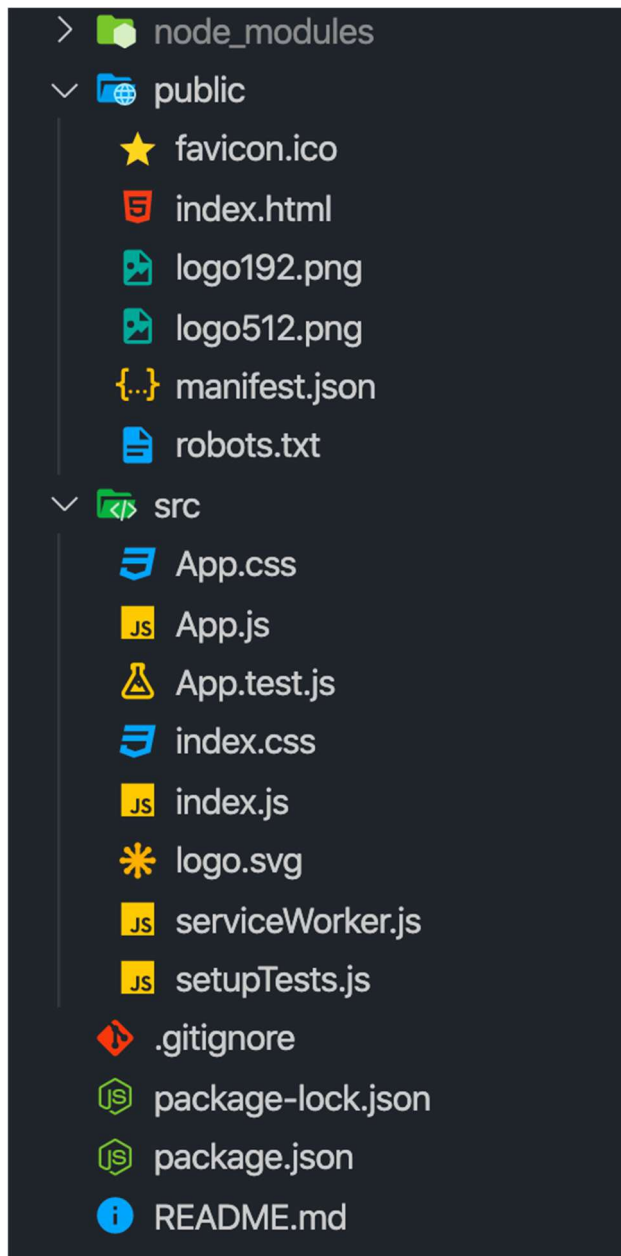 node_modules
public
favicon.ico
index.html
logo192.png
logo512.png
manifest.json
robots.txt
src
App.css
App.js
App.test.js
index.css
index.js
logo.svg
serviceWorker.js
setupTests.js
.gitignore
package-lock.json
package.json
README.md